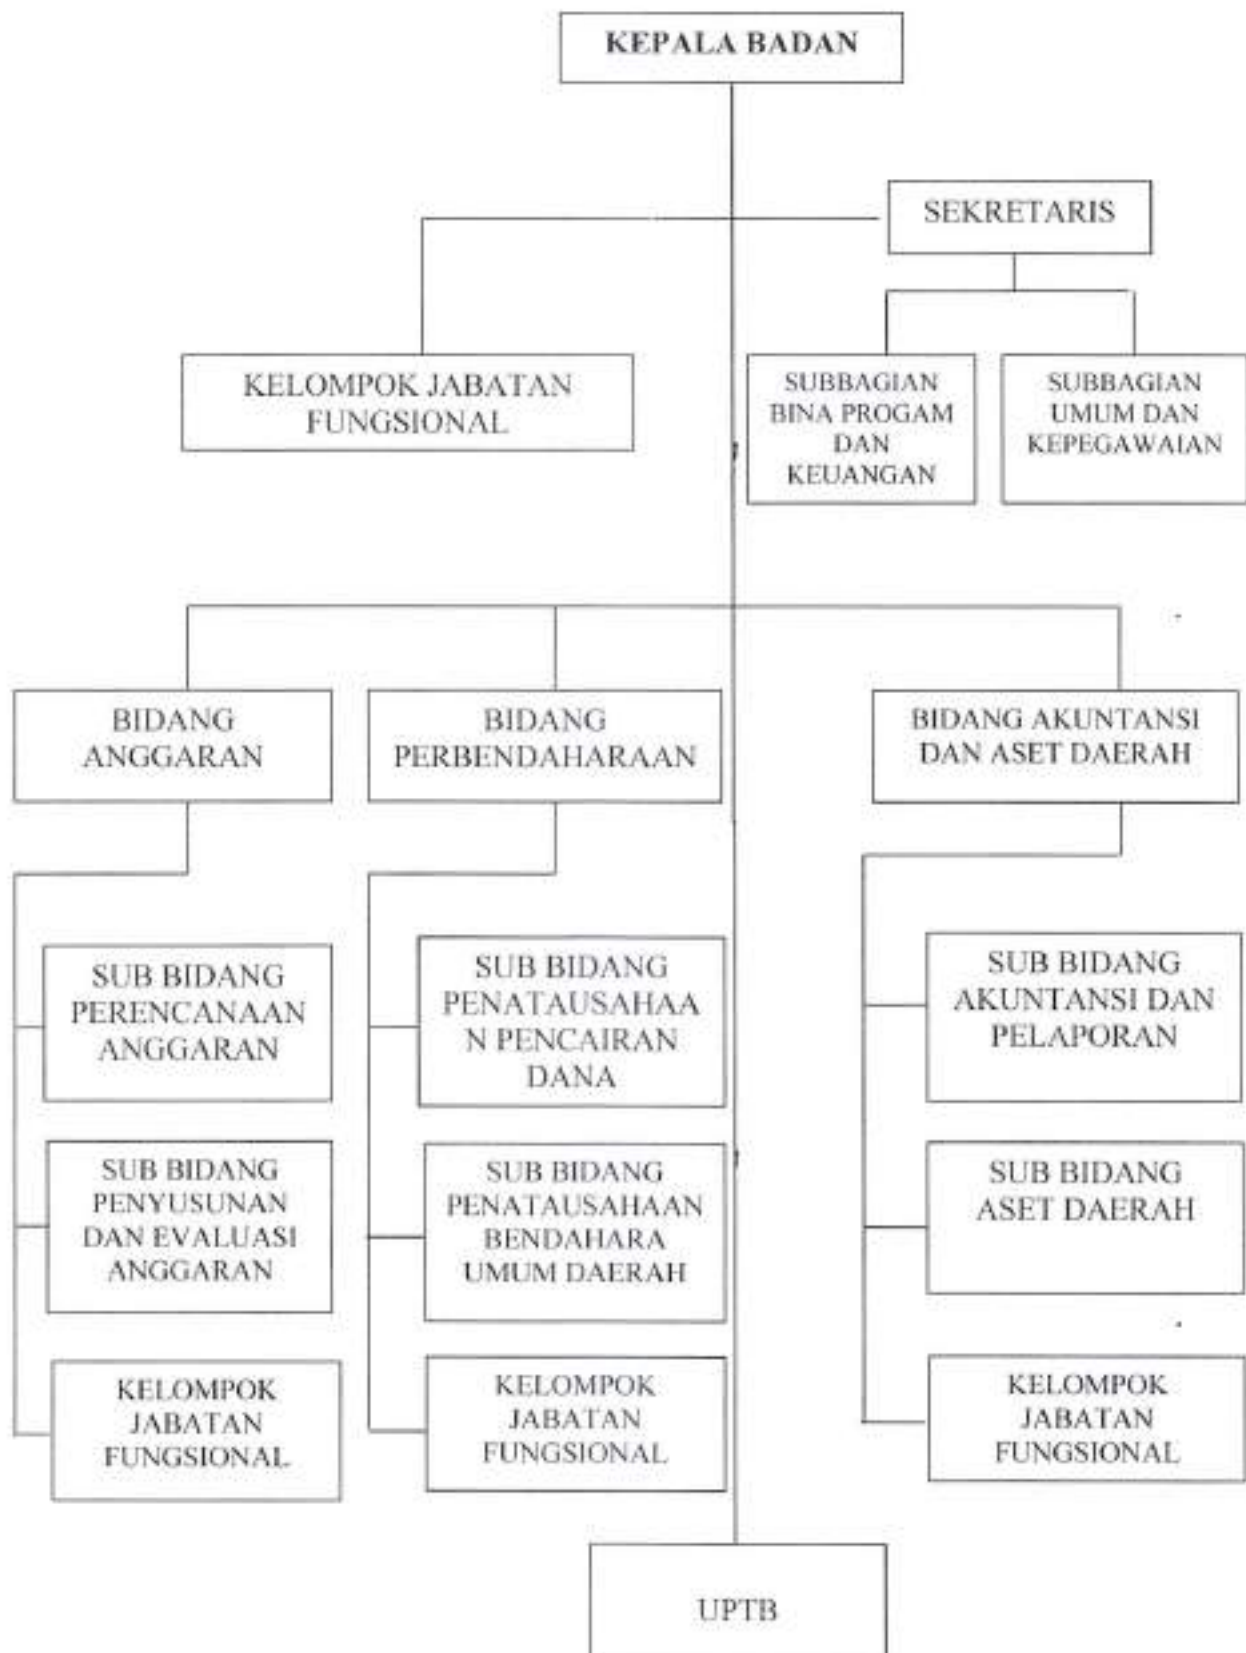 KEPALA BADAN
SEKRETARIS
KELOMPOK JABATAN
FUNGSIONAL
SUBBAGIAN
BINA PROGAM
DAN
KEUANGAN
SUBBAGIAN
UMUM DAN
KEPEGAWAIAN
BIDANG
ANGGARAN
BIDANG
PERBENDAHARAAN
BIDANG AKUNTANSI
DAN ASET DAERAH
SUB BIDANG
PERENCANAAN
ANGGARAN
SUB BIDANG
PENATAUSAHAA
N PENCAIRAN
DANA
SUB BIDANG
AKUNTANSI DAN
PELAPORAN
SUB BIDANG
PENYUSUNAN
DAN EVALUASI
ANGGARAN
SUB BIDANG
PENATAUSAHAAN
BENDAHARA
UMUM DAERAH
SUB BIDANG
ASET DAERAH
KELOMPOK
JABATAN
FUNGSIONAL
KELOMPOK
JABATAN
FUNGSIONAL
KELOMPOK
JABATAN
FUNGSIONAL
UPTB